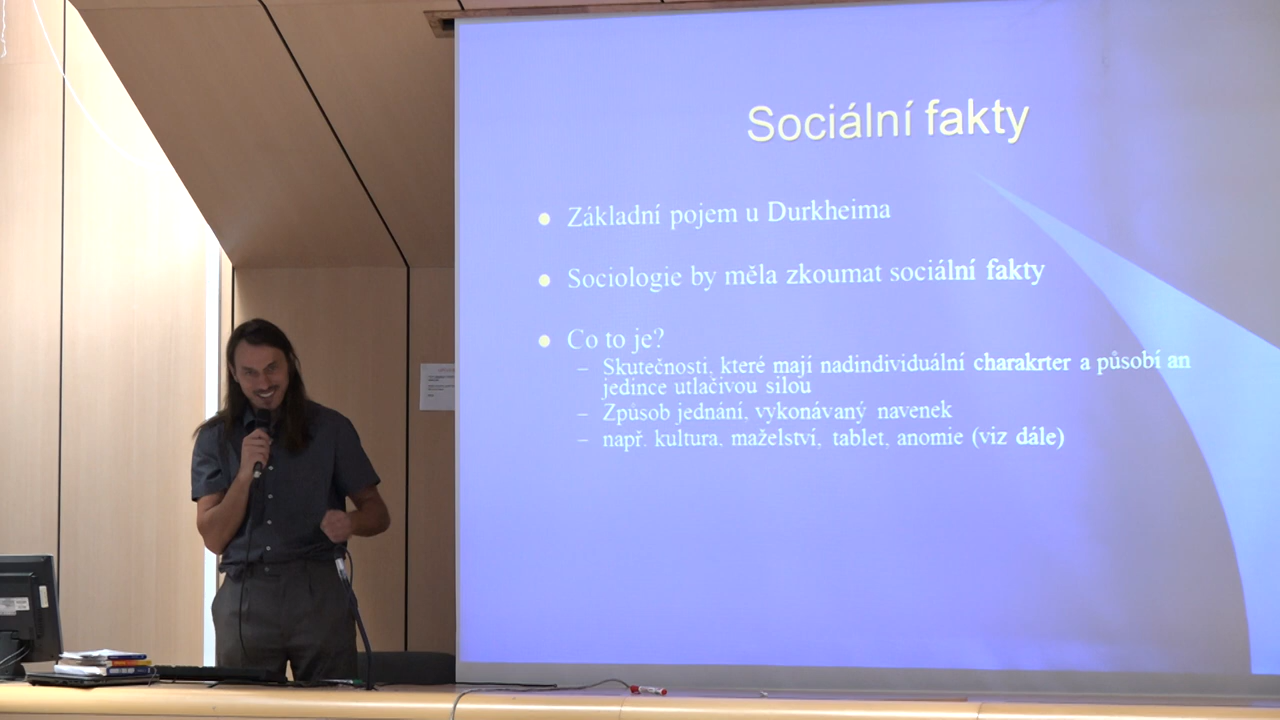 Sociální fakty
Základní pojem u Durkheima
Sociologie by měla zkoumat sociální fakty
Co to je?
– Skutečnosti, které mají nadindividuální charakrter a působí an
jedince utlačivou silou
– Způsob jednání, vykonávaný navenek
– např. kultura, maželství, tablet, anomie (viz dále)